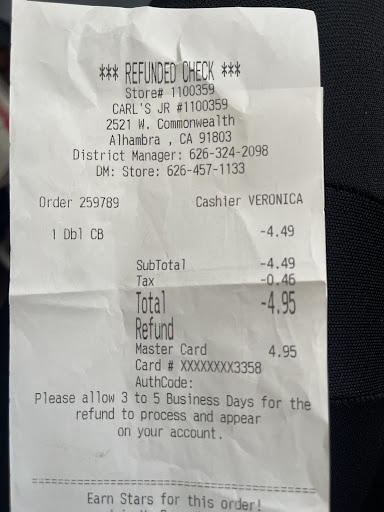 *** REFUNDED CHECK ***
Store# 1100359
CARL'S JR #1100359
2521 W. Commonwealth
Alhambra , CA 91803
District Manager: 626-324-2098
DM: Store: 626-457-1133
Order 259789 Cashier VERONICA
1 Dbl CB -4.49
SubTotal -4.49
Tax -0.46
Total -4.95
Refund
Master Card 4.95
Card # XXXXXXXX3358
AuthCode:
Please allow 3 to 5 Business Days for the
refund to process and appear
on your account.
========================================
Earn Stars for this order!